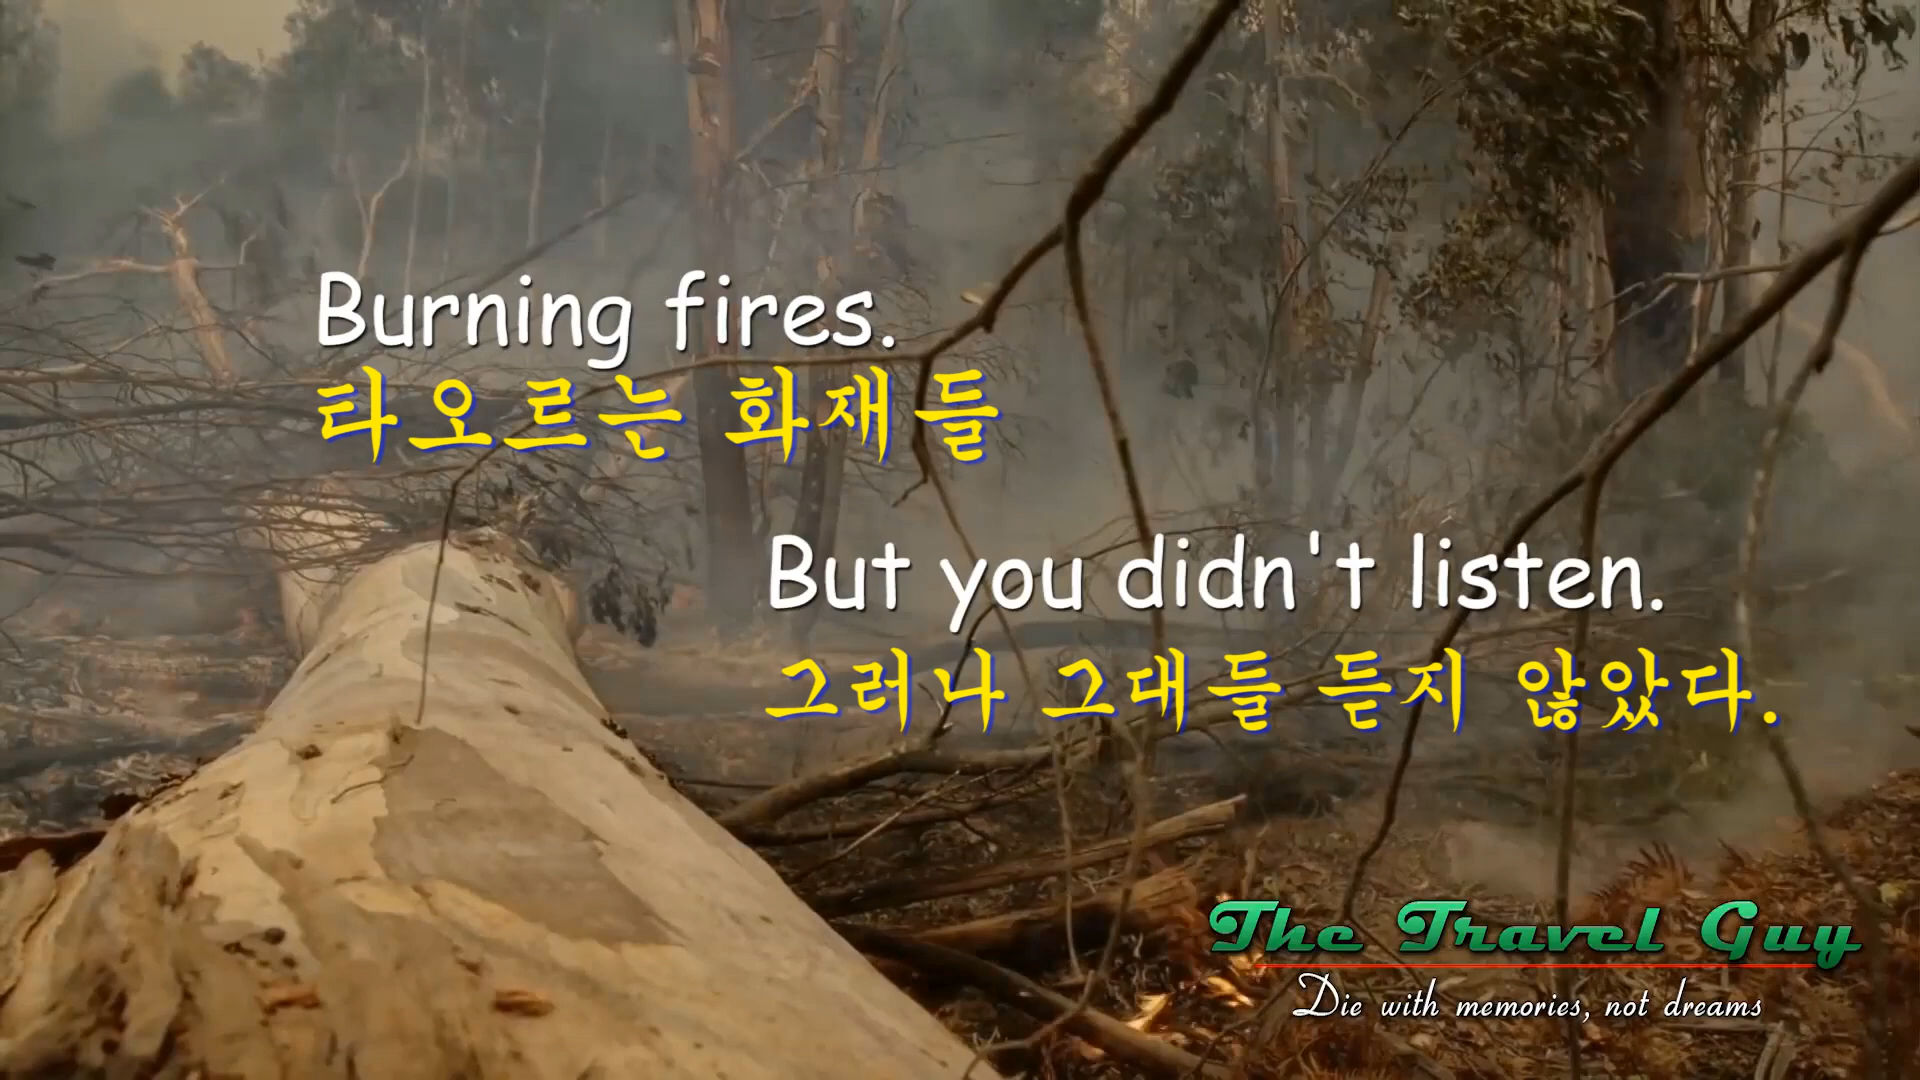 Burning fires.
타오르는 화재들
But you didn't listen.
그러나 그대들 듣지 않았다.
The Travel Guy
Die with memories, not dreams